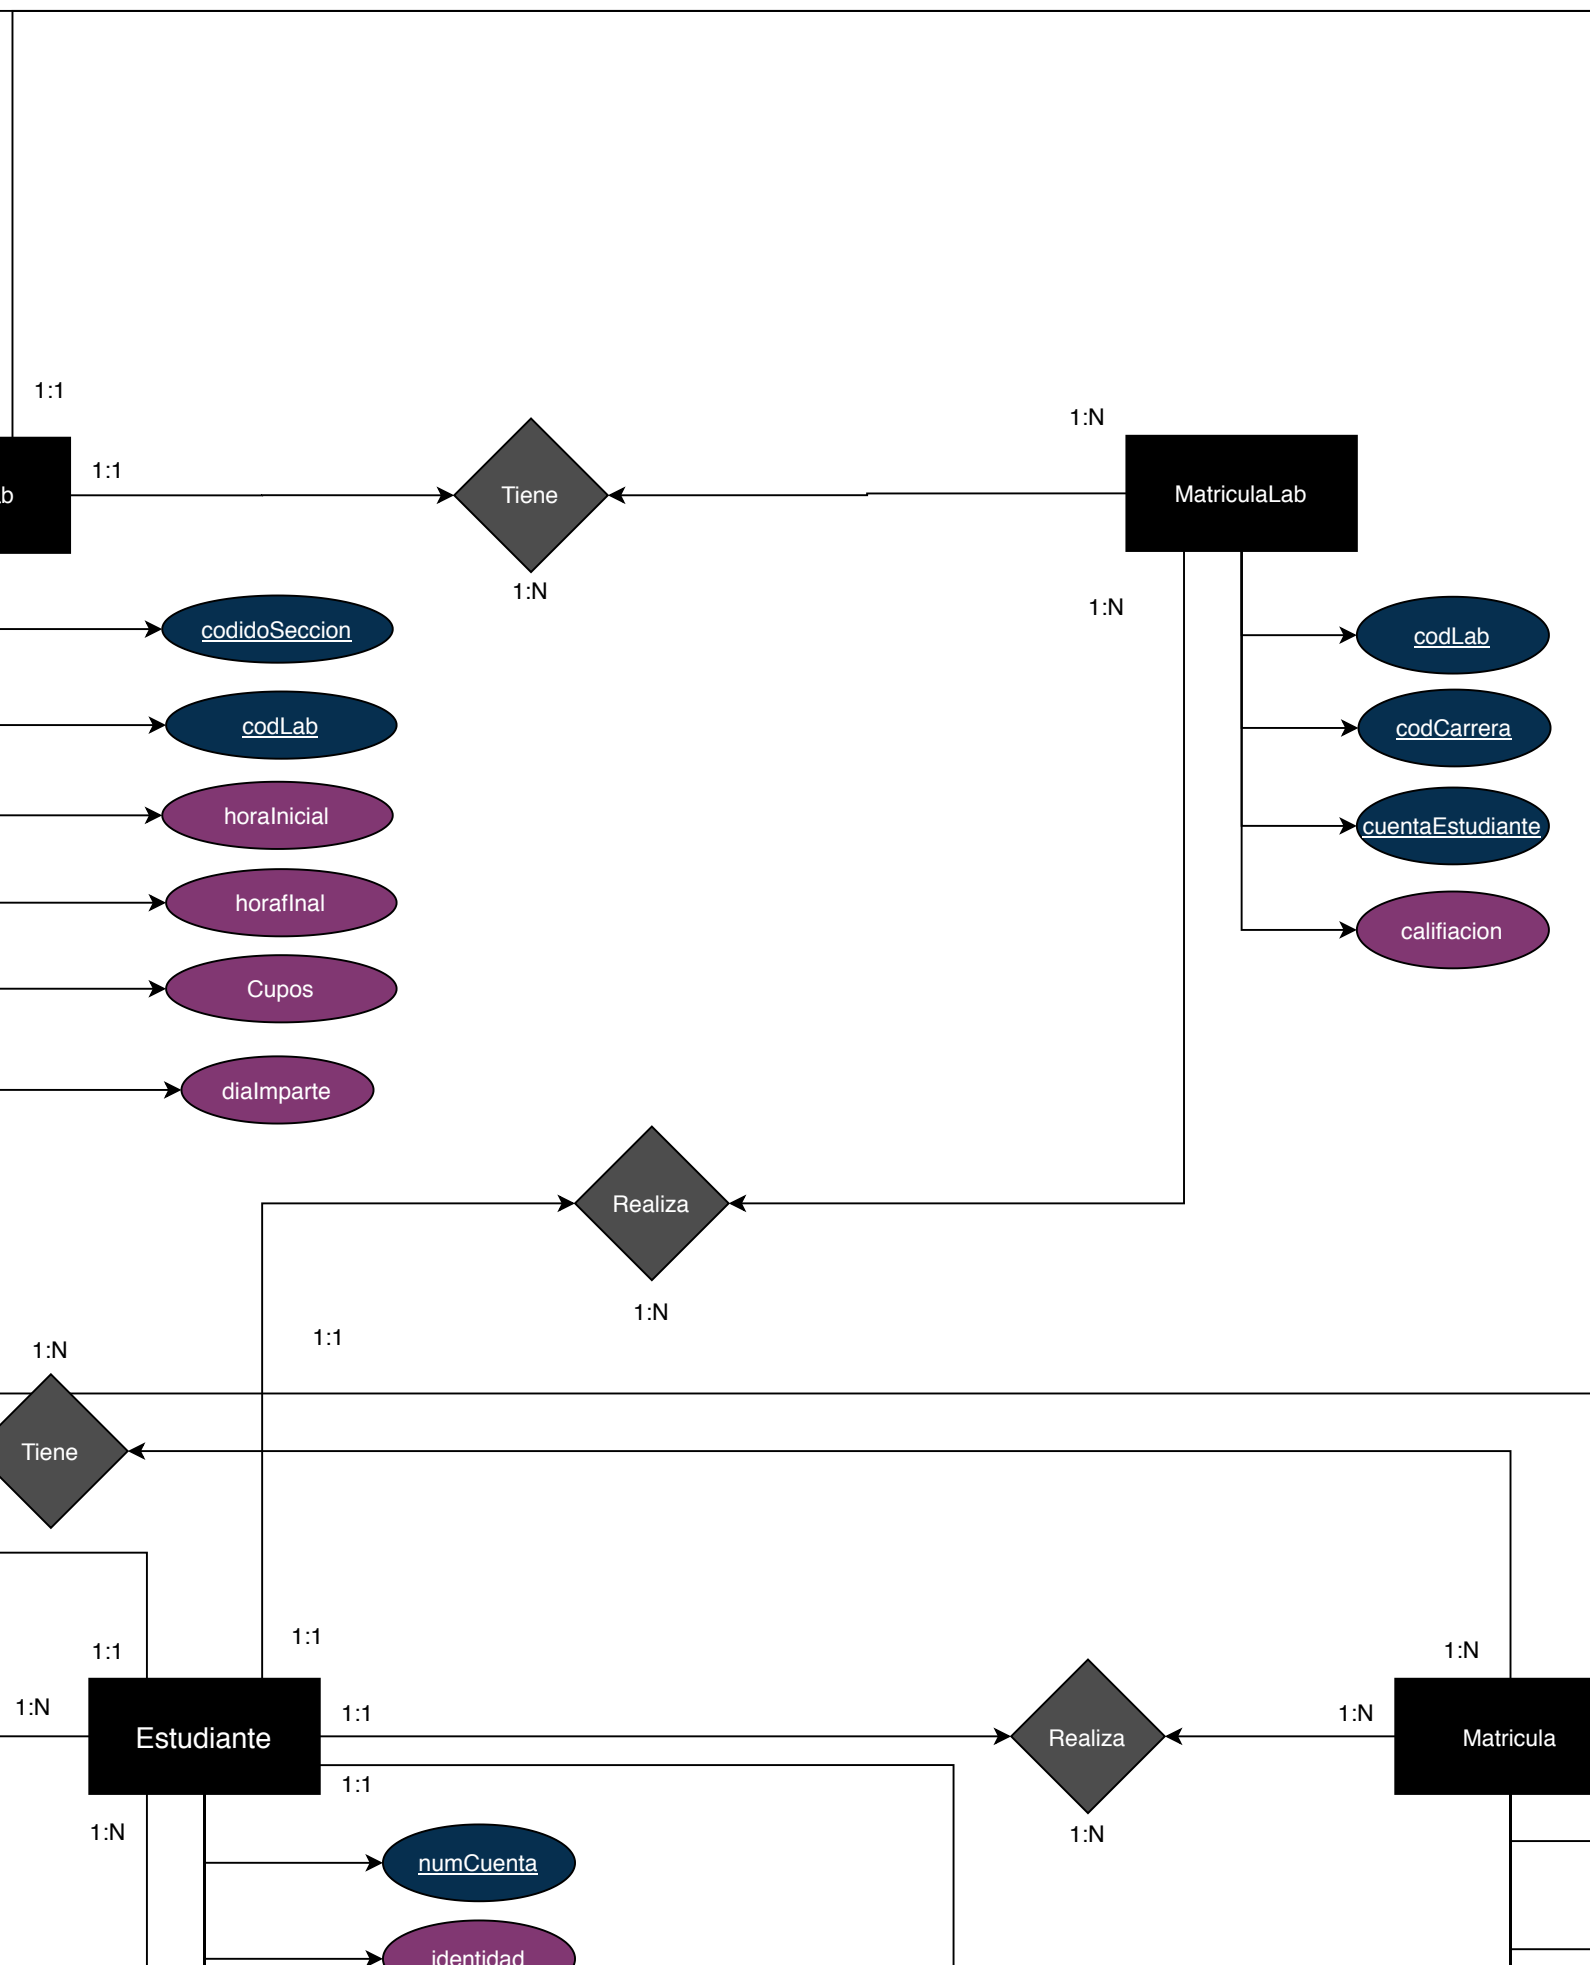 1:1
1:N
1:1
b
Tiene
MatriculaLab
1:N
1:N
codidoSeccion
codLab
codLab
codCarrera
horaInicial
cuentaEstudiante
horafInal
califiacion
Cupos
diaImparte
Realiza
1:N
1:1
1:N
Tiene
1:1
1:1
1:N
1:N
1:1
1:N
Estudiante
Realiza
Matricula
1:1
1:N
1:N
numCuenta
identidad